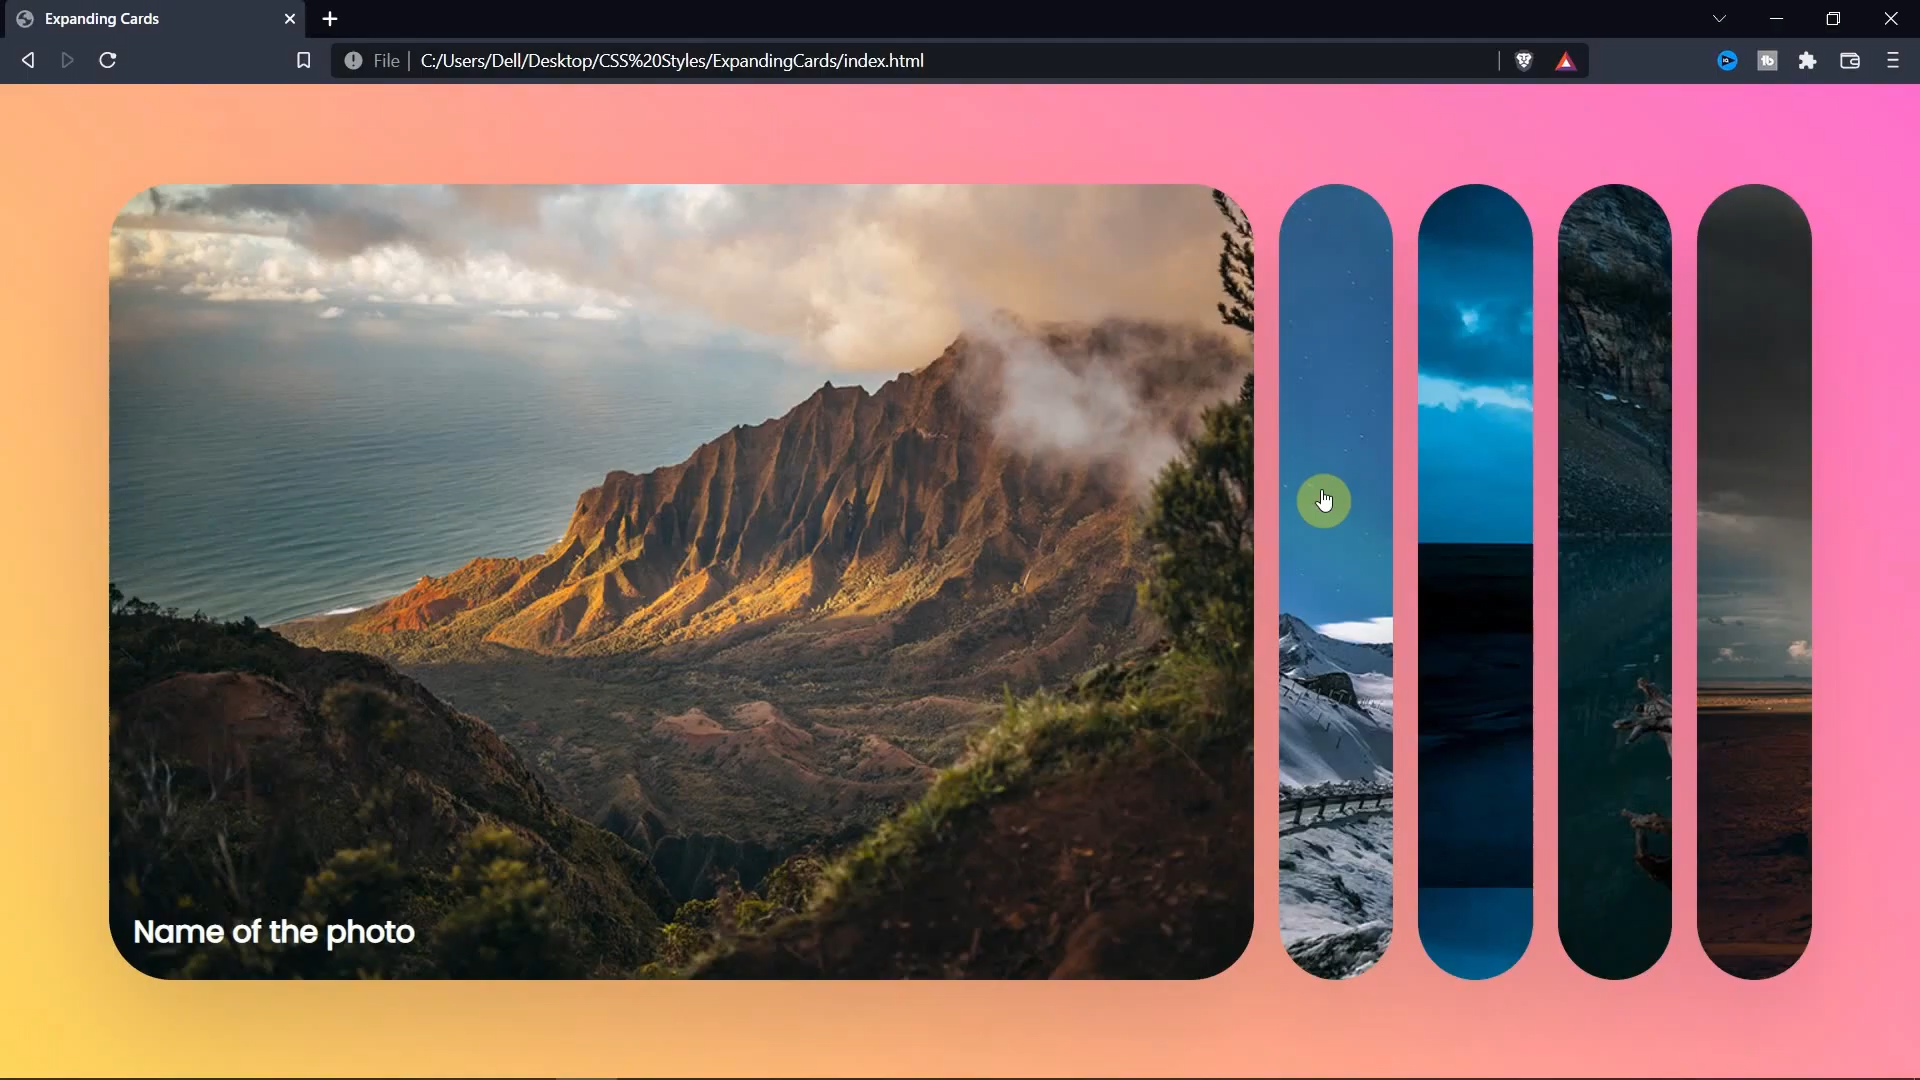 Expanding Cards
File
C:/Users/Dell/Desktop/CSS%20Styles/ExpandingCards/index.html
Name of the photo